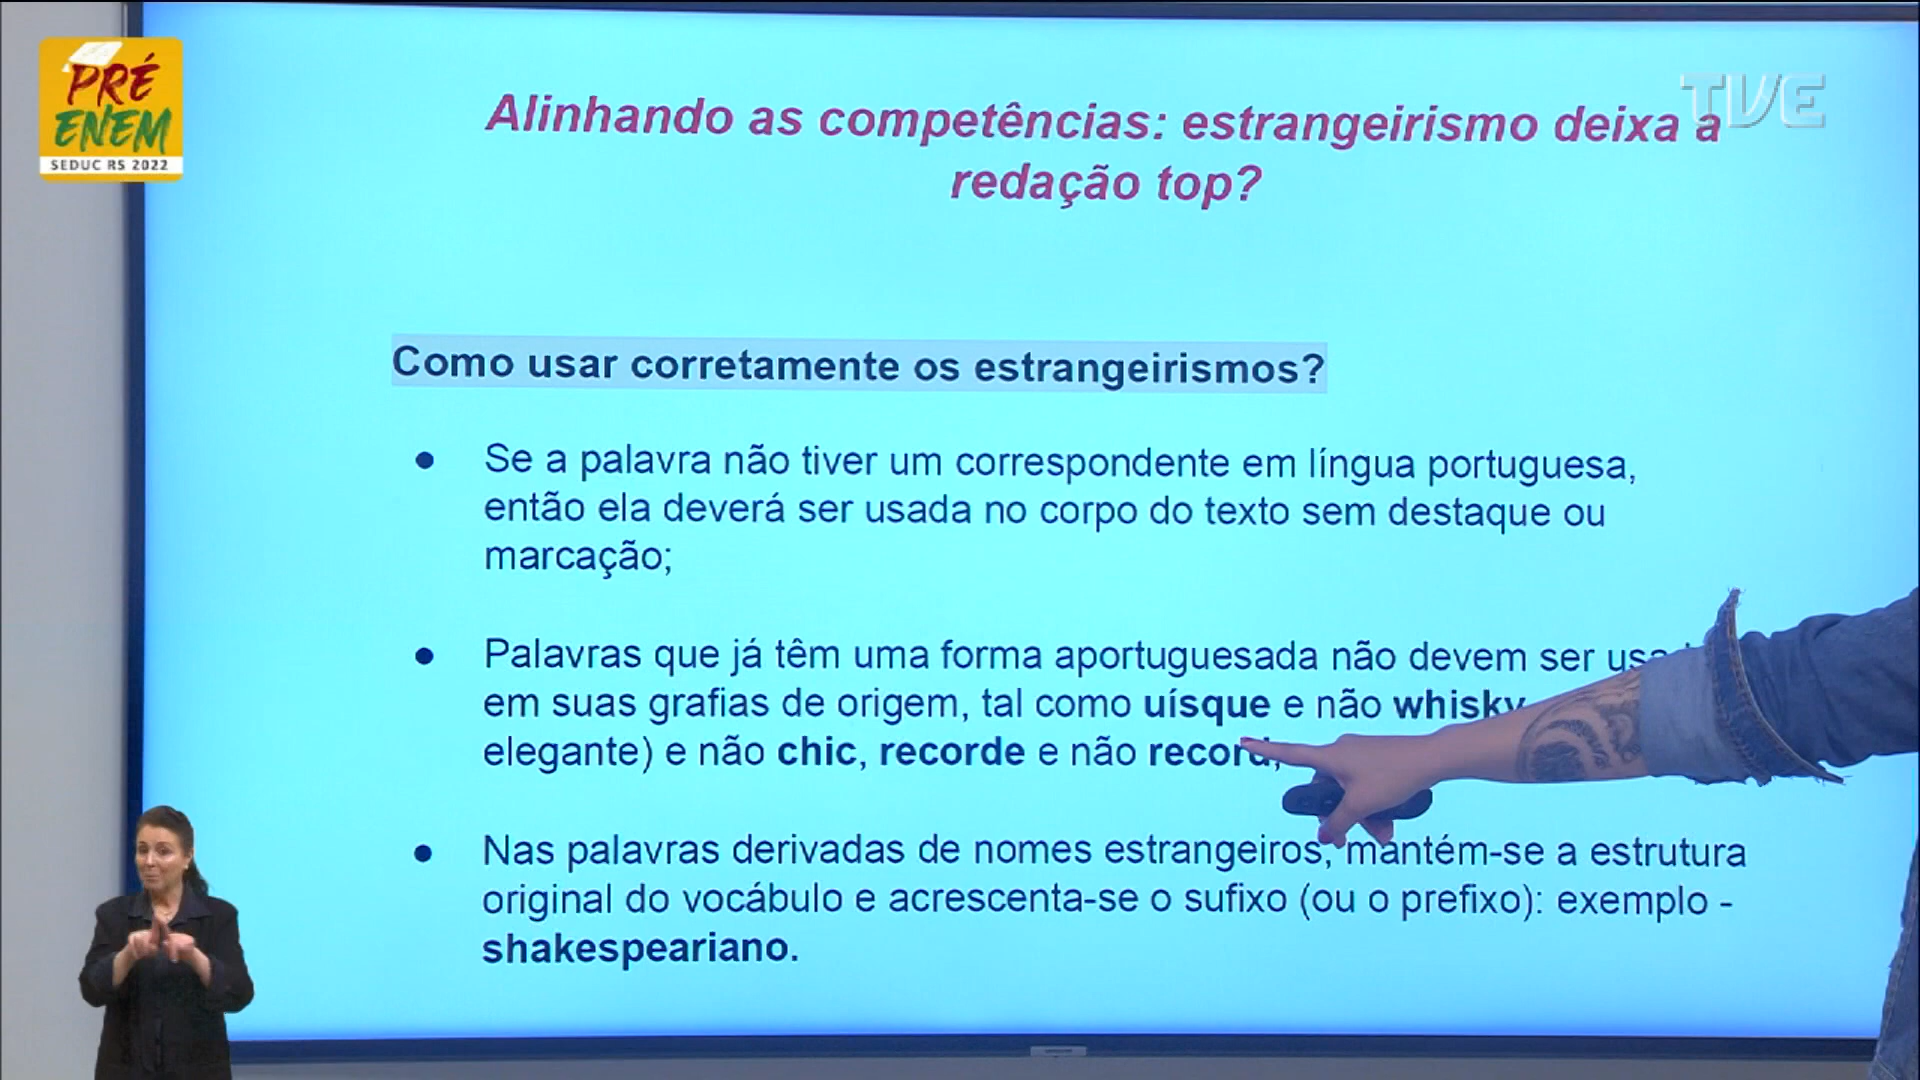 PRÉ
ENEM
SEDUC RS 2022
TVE
Alinhando as competências: estrangeirismo deixa a
redação top?
Como usar corretamente os estrangeirismos?
● Se a palavra não tiver um correspondente em língua portuguesa,
então ela deverá ser usada no corpo do texto sem destaque ou
marcação;
● Palavras que já têm uma forma aportuguesada não devem ser
em suas grafias de origem, tal como uísque e não whisky
elegante) e não chic, recorde e não record;
● Nas palavras derivadas de nomes estrangeiros, mantém-se a estrutura
original do vocábulo e acrescenta-se o sufixo (ou o prefixo): exemplo -
shakespeariano.